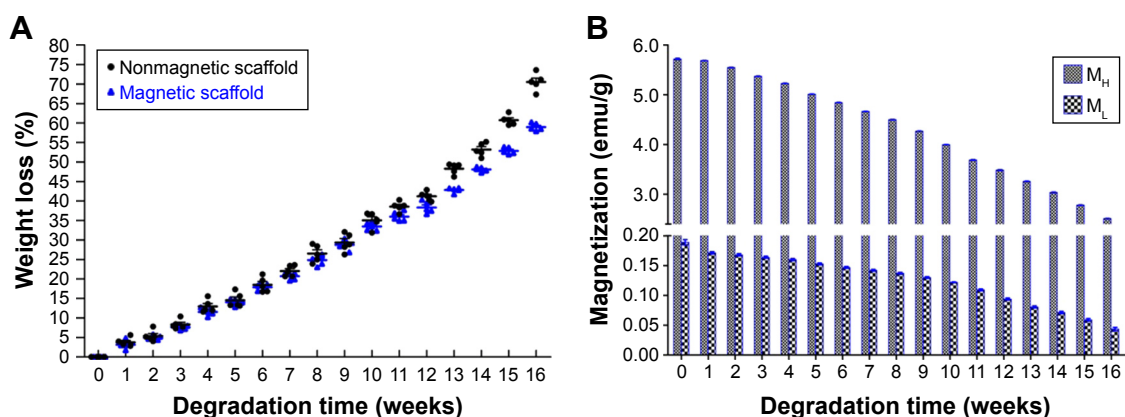 A
Weight loss (%)
80
75
70
65
60
55
50
45
40
35
30
25
20
15
10
5
0
Nonmagnetic scaffold
Magnetic scaffold
0 1 2 3 4 5 6 7 8 9 10 11 12 13 14 15 16
Degradation time (weeks)
B
Magnetization (emu/g)
6.0
5.0
4.0
3.0
0.20
0.15
0.10
0.05
0.00
M_H
M_L
0 1 2 3 4 5 6 7 8 9 10 11 12 13 14 15 16
Degradation time (weeks)